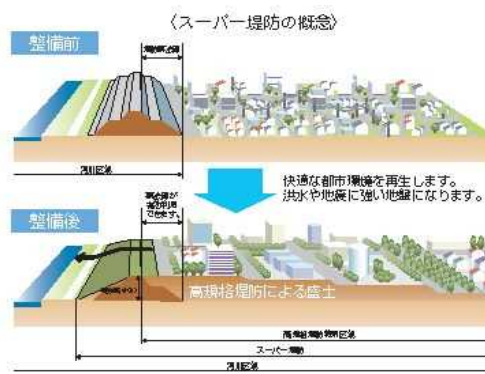 〈スーパー堤防の概念〉
整備前
河川区域
快適な都市環境を再生します。
洪水や地震に強い地盤になります。
整備後
できます。
高規格堤防による盛土
高規格堤防特別区域
スーパー堤防
河川区域